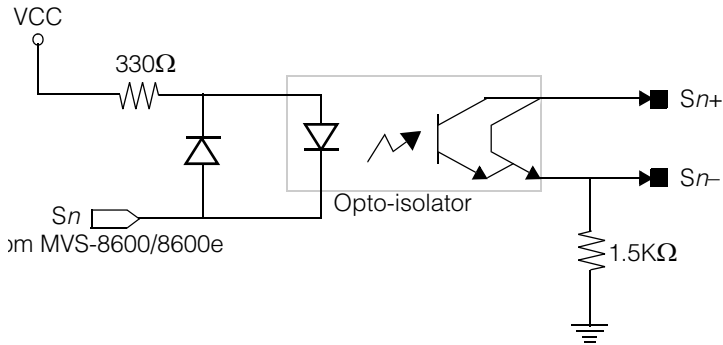 VCC
330Ω
Sn+
Sn–
Opto-isolator
Sn
MVS-8600/8600e
1.5KΩ